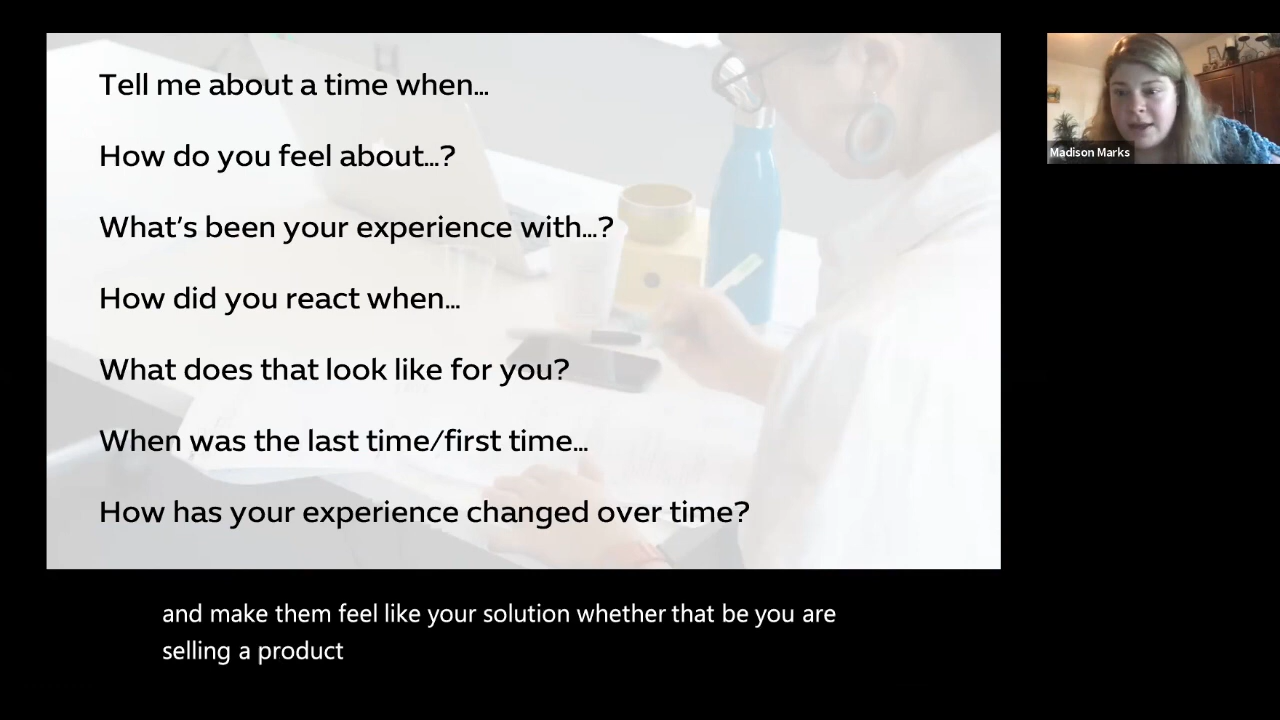 Tell me about a time when...
How do you feel about...?
What's been your experience with...?
How did you react when...
What does that look like for you?
When was the last time/first time...
How has your experience changed over time?
Madison Marks
and make them feel like your solution whether that be you are
selling a product